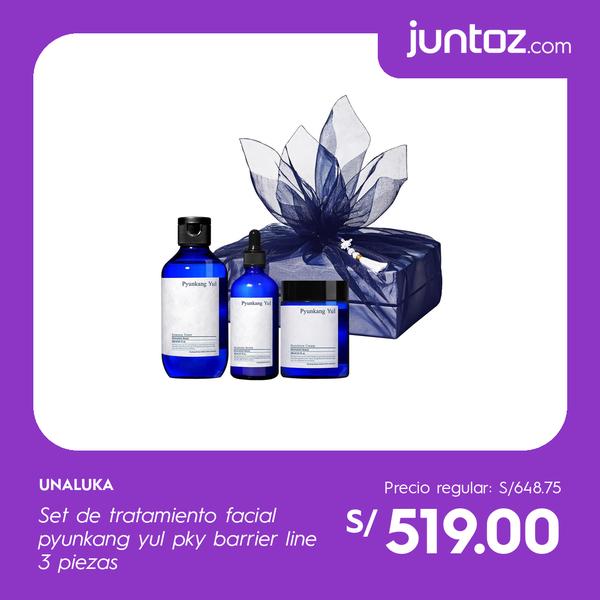 juntoz.com
Pyunkang Yul
Pyunkang Yul
Pyunkang Yul
UNALUKA
Set de tratamiento facial
pyunkang yul pky barrier line
3 piezas
Precio regular: S/648.75
S/ 519.00